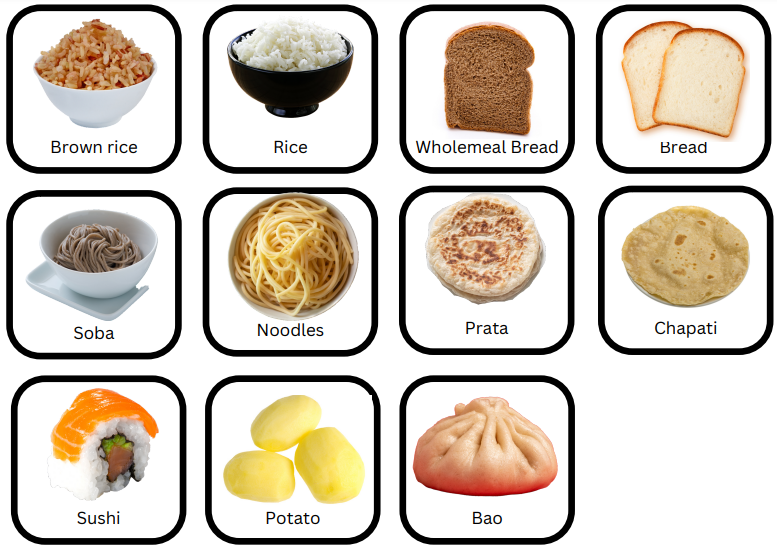 Brown rice
Rice
Wholemeal Bread
Bread
Soba
Noodles
Prata
Chapati
Sushi
Potato
Bao